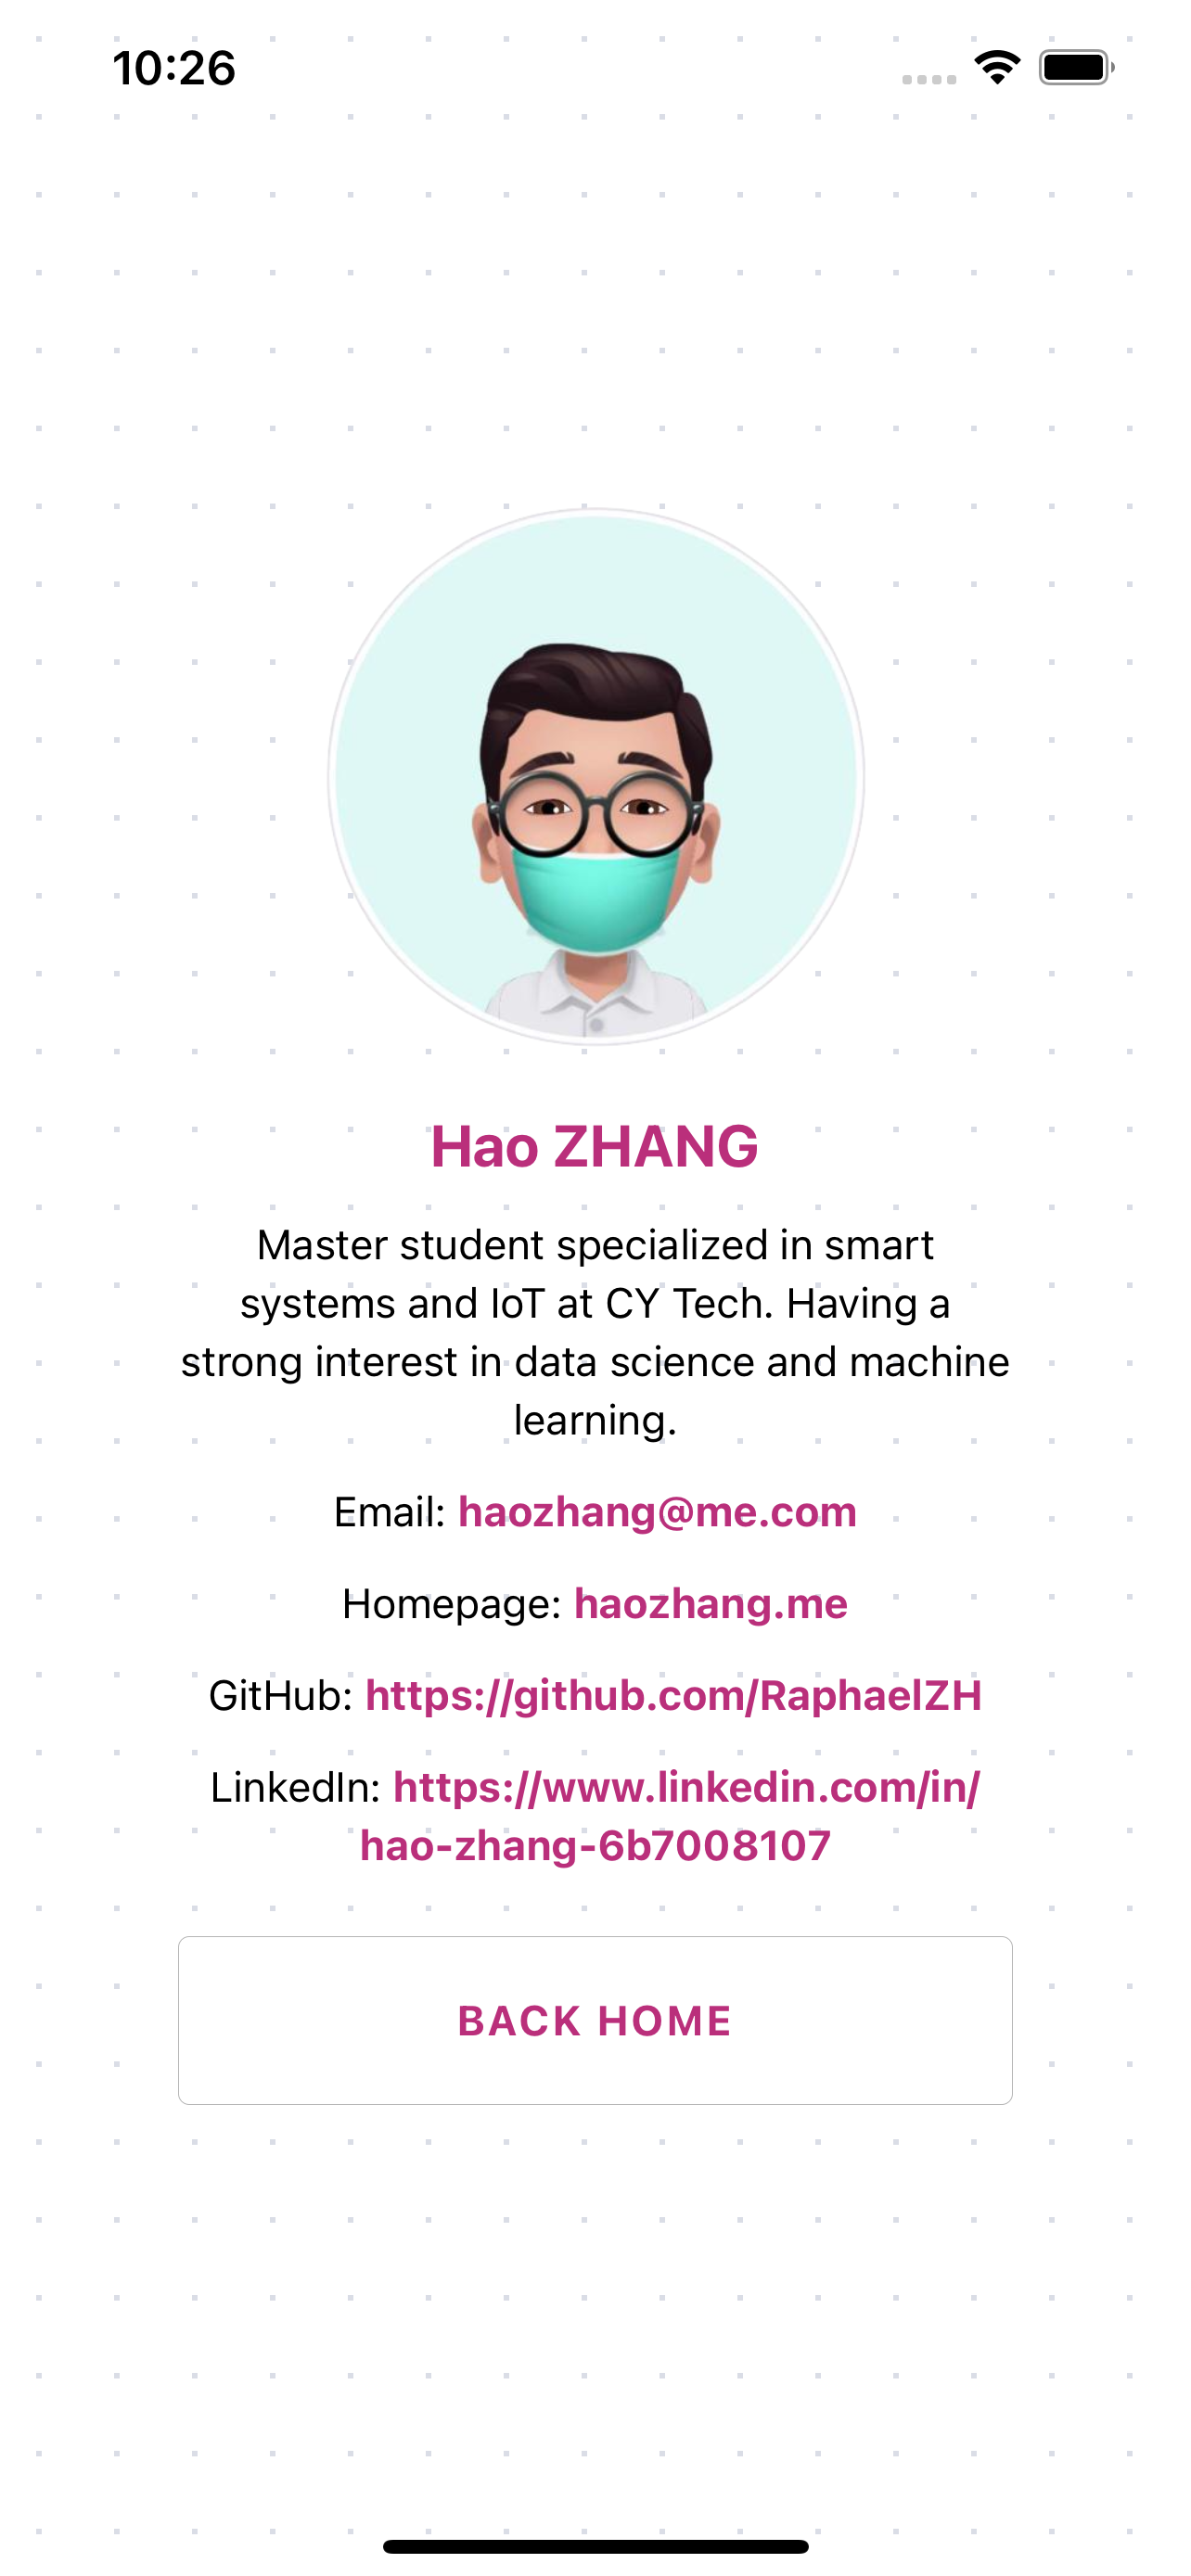 10:26
Hao ZHANG
Master student specialized in smart
systems and IoT at CY Tech. Having a
strong interest in data science and machine
learning.
Email: haozhang@me.com
Homepage: haozhang.me
GitHub: https://github.com/RaphaelZH
LinkedIn: https://www.linkedin.com/in/
hao-zhang-6b7008107
BACK HOME